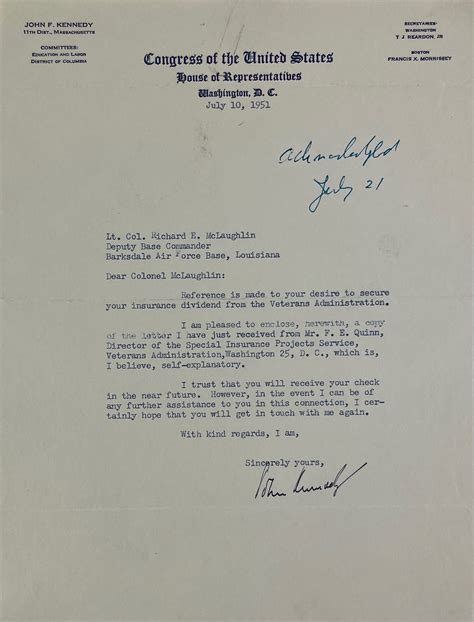 JOHN F. KENNEDY
11TH DIST., MASSACHUSETTS
COMMITTEES:
EDUCATION AND LABOR
DISTRICT OF COLUMBIA
SECRETARIES:
WASHINGTON
T. J. REARDON, JR
BOSTON
FRANCIS X. MORRISSEY
Congress of the United States
House of Representatives
Washington, D. C.
July 10, 1951
acknowledged
July 21
Lt. Col. Richard E. McLaughlin
Deputy Base Commander
Barksdale Air Force Base, Louisiana
Dear Colonel McLaughlin:
Reference is made to your desire to secure
your insurance dividend from the Veterans Administration.
I am pleased to enclose, herewith, a copy
of the letter I have just received from Mr. F. E. Quinn,
Director of the Special Insurance Projects Service,
Veterans Administration,Washington 25, D. C., which is,
I believe, self-explanatory.
I trust that you will receive your check
in the near future. However, in the event I can be of
any further assistance to you in this connection, I cer-
tainly hope that you will get in touch with me again.
With kind regards, I am,
Sincerely yours,
John Kennedy